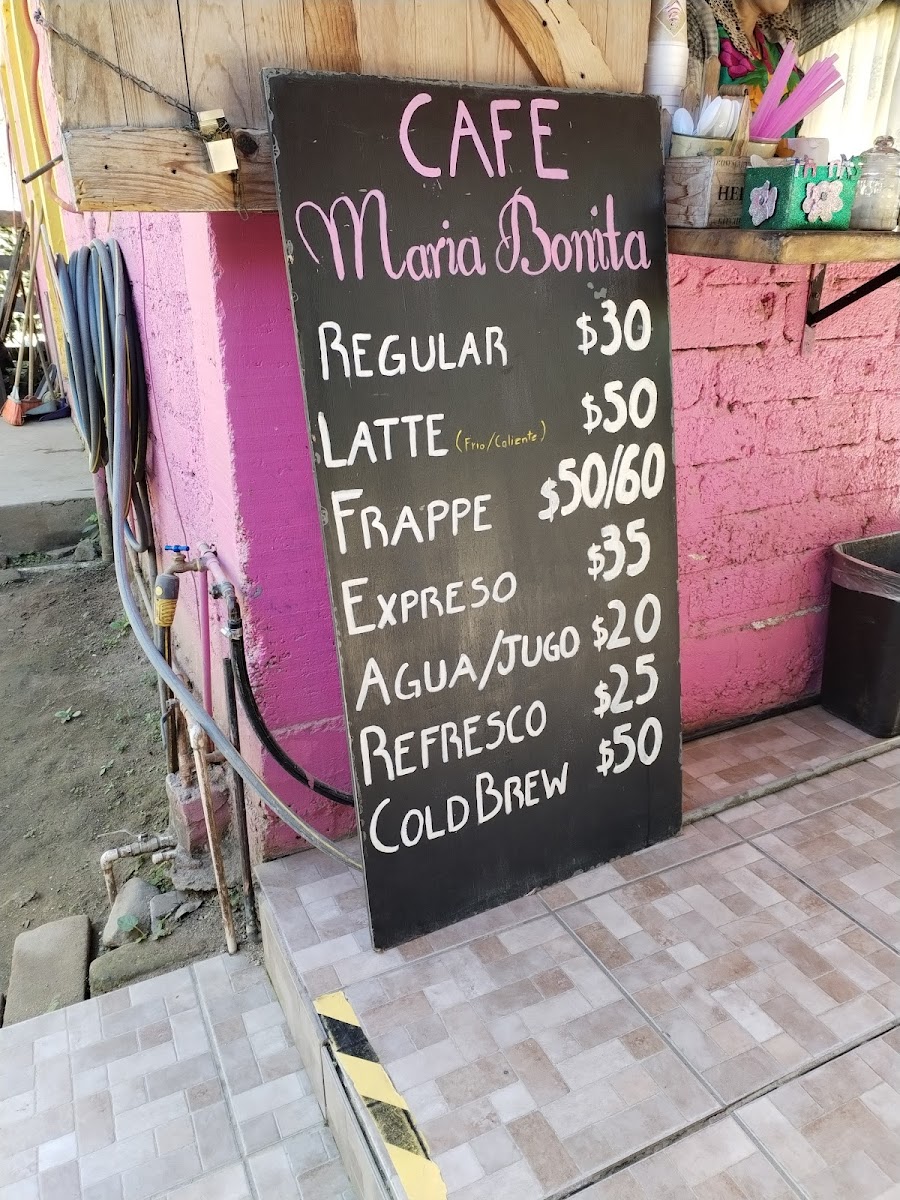 CAFE
Maria Bonita
REGULAR $30
LATTE (Frio/Caliente) $50
FRAPPE $50/60
EXPRESO $35
AGUA/JUGO $20
REFRESCO $25
COLD BREW $50